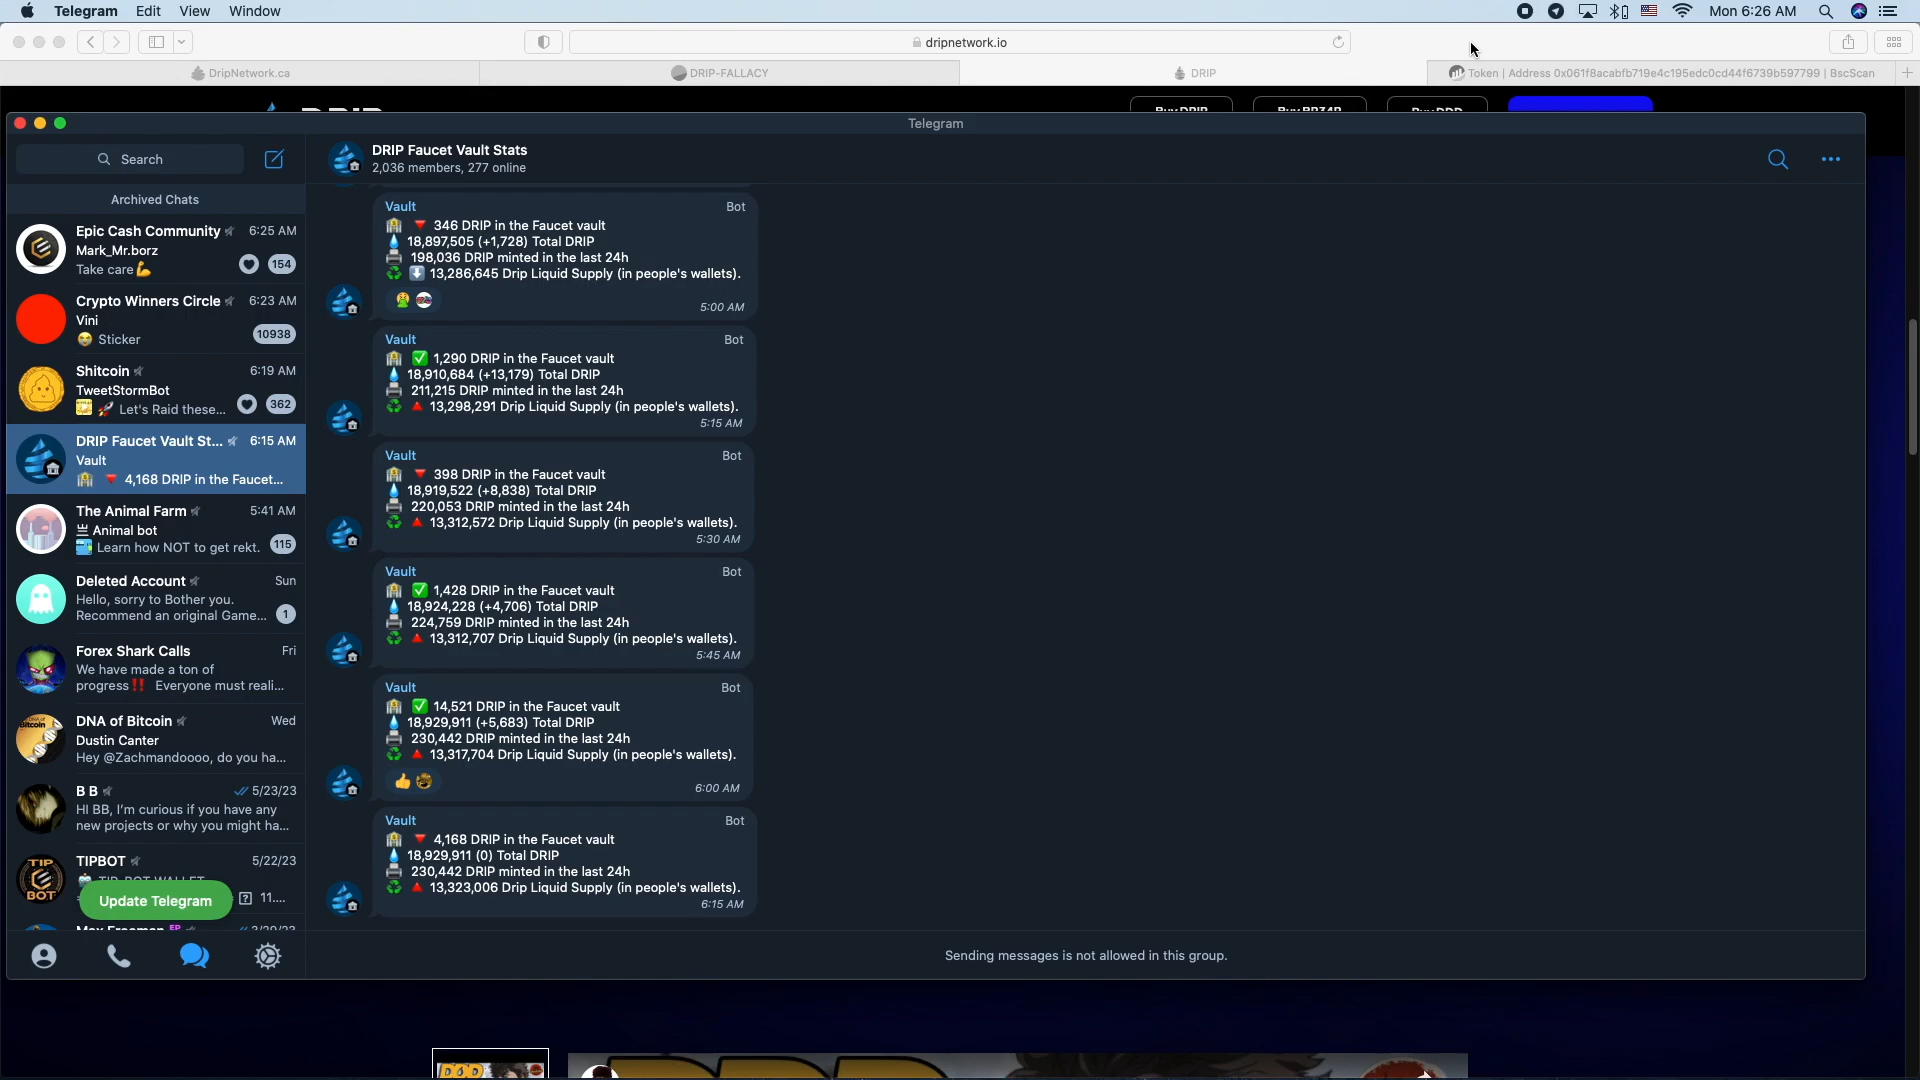 Telegram Edit View Window
Mon 6:26 AM
dripnetwork.io
DripNetwork.ca
DRIP-FALLACY
DRIP
Token | Address 0x061f8acabfb719e4c195edc0cd44f6739b597799 | BscScan
Telegram
Search
Archived Chats
Epic Cash Community 6:25 AM
Mark_Mr.borz
Take care💪 154
Crypto Winners Circle 6:23 AM
Vini
😂 Sticker 10938
Shitcoin 6:19 AM
TweetStormBot
🚀 Let's Raid these... 362
DRIP Faucet Vault St... 6:15 AM
Vault
🏦 🔻 4,168 DRIP in the Faucet...
The Animal Farm 5:41 AM
Animal bot
Learn how NOT to get rekt. 115
Deleted Account Sun
Hello, sorry to Bother you.
Recommend an original Game... 1
Forex Shark Calls Fri
We have made a ton of
progress‼️ Everyone must reali...
DNA of Bitcoin Wed
Dustin Canter
Hey @Zachmandoooo, do you ha...
B B 5/23/23
HI BB, I'm curious if you have any
new projects or why you might ha...
TIPBOT 5/22/23
11....
Update Telegram
DRIP Faucet Vault Stats
2,036 members, 277 online
Vault Bot
🏦 🔻 346 DRIP in the Faucet vault
💧 18,897,505 (+1,728) Total DRIP
🖨 198,036 DRIP minted in the last 24h
♻️ ⬇️ 13,286,645 Drip Liquid Supply (in people's wallets).
5:00 AM
Vault Bot
🏦 ✅ 1,290 DRIP in the Faucet vault
💧 18,910,684 (+13,179) Total DRIP
🖨 211,215 DRIP minted in the last 24h
♻️ 🔺 13,298,291 Drip Liquid Supply (in people's wallets).
5:15 AM
Vault Bot
🏦 🔻 398 DRIP in the Faucet vault
💧 18,919,522 (+8,838) Total DRIP
🖨 220,053 DRIP minted in the last 24h
♻️ 🔺 13,312,572 Drip Liquid Supply (in people's wallets).
5:30 AM
Vault Bot
🏦 ✅ 1,428 DRIP in the Faucet vault
💧 18,924,228 (+4,706) Total DRIP
🖨 224,759 DRIP minted in the last 24h
♻️ 🔺 13,312,707 Drip Liquid Supply (in people's wallets).
5:45 AM
Vault Bot
🏦 ✅ 14,521 DRIP in the Faucet vault
💧 18,929,911 (+5,683) Total DRIP
🖨 230,442 DRIP minted in the last 24h
♻️ 🔺 13,317,704 Drip Liquid Supply (in people's wallets).
6:00 AM
Vault Bot
🏦 🔻 4,168 DRIP in the Faucet vault
💧 18,929,911 (0) Total DRIP
🖨 230,442 DRIP minted in the last 24h
♻️ 🔺 13,323,006 Drip Liquid Supply (in people's wallets).
6:15 AM
Sending messages is not allowed in this group.